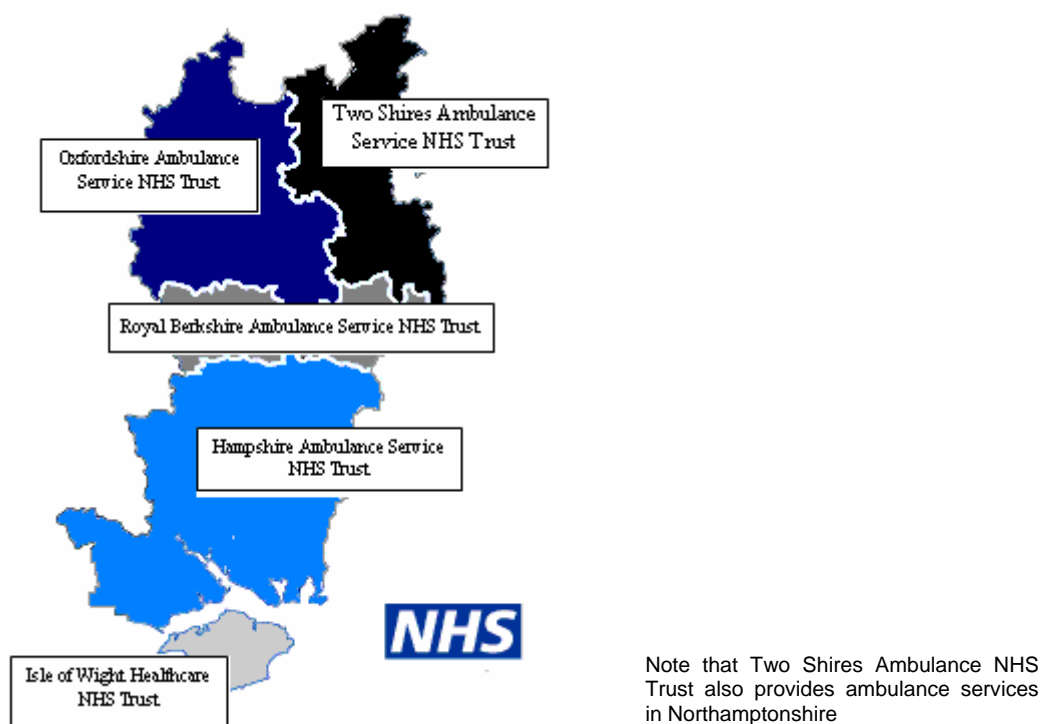 Two Shires Ambulance
Service NHS Trust
Oxfordshire Ambulance
Service NHS Trust
Royal Berkshire Ambulance Service NHS Trust
Hampshire Ambulance Service
NHS Trust
NHS
Isle of Wight Healthcare
NHS Trust
Note that Two Shires Ambulance NHS
Trust also provides ambulance services
in Northamptonshire